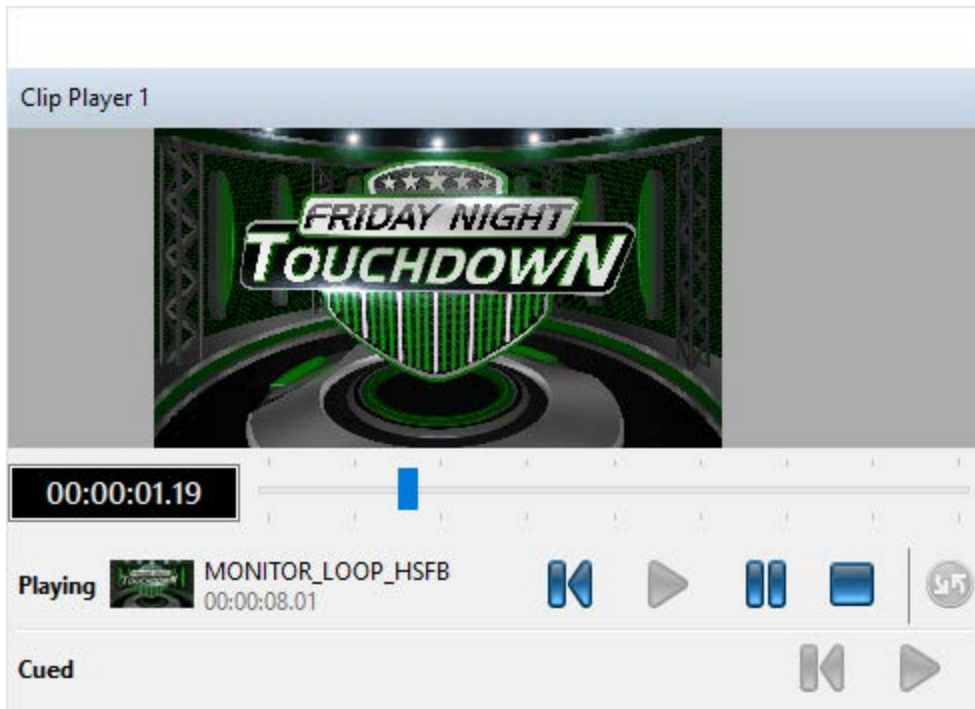 Clip Player 1
FRIDAY NIGHT
TOUCHDOWN
00:00:01.19
Playing
MONITOR_LOOP_HSFB
00:00:08.01
Cued